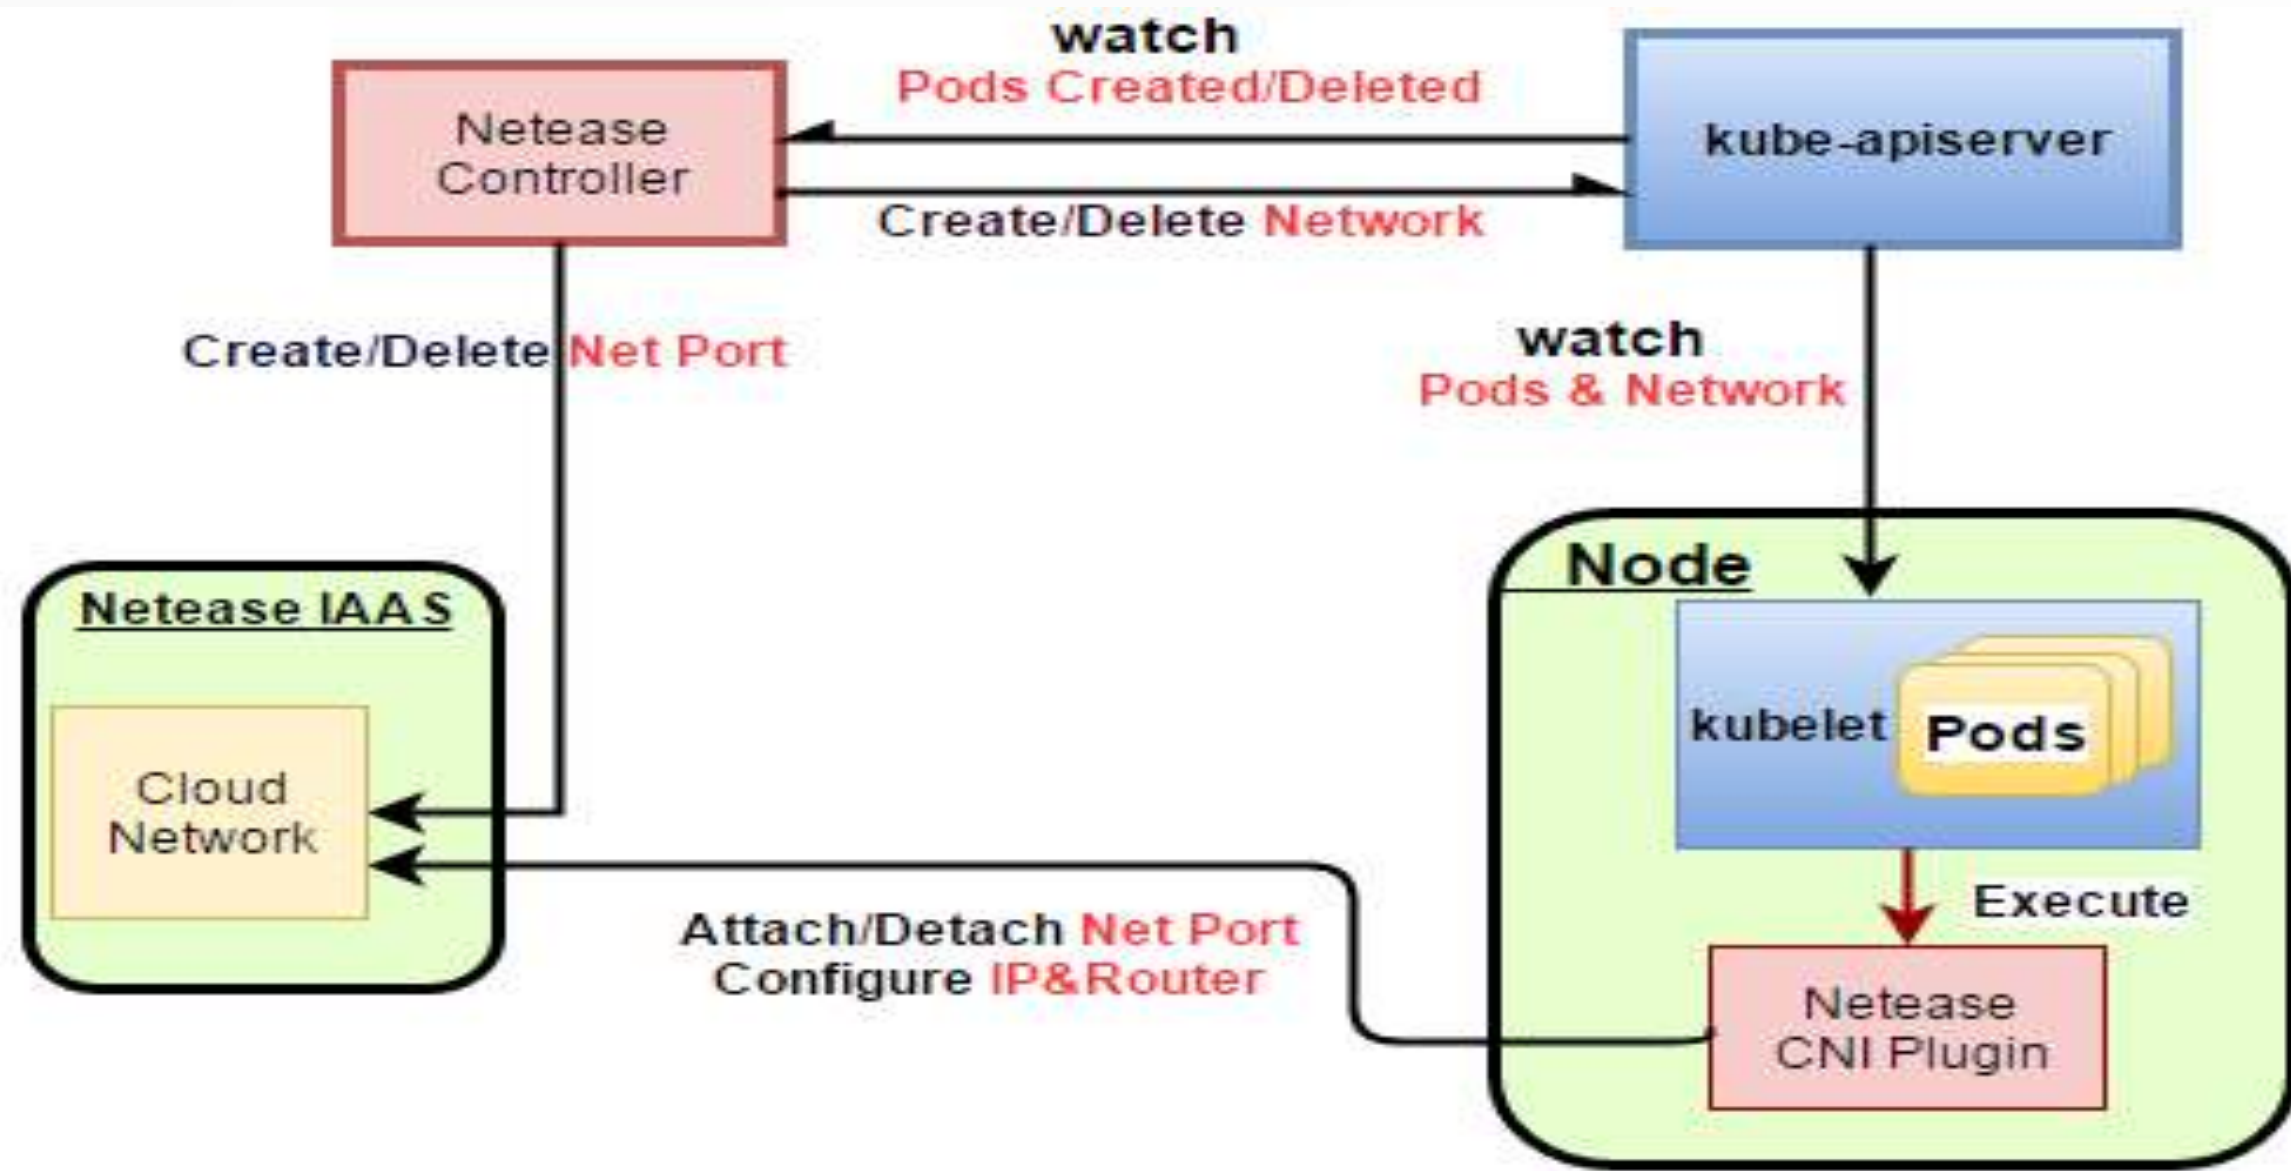 watch
Pods Created/Deleted
Netease
Controller
kube-apiserver
Create/Delete Network
Create/Delete Net Port
watch
Pods & Network
Node
Netease IAAS
kubelet
Pods
Cloud
Network
Execute
Attach/Detach Net Port
Configure IP&Router
Netease
CNI Plugin